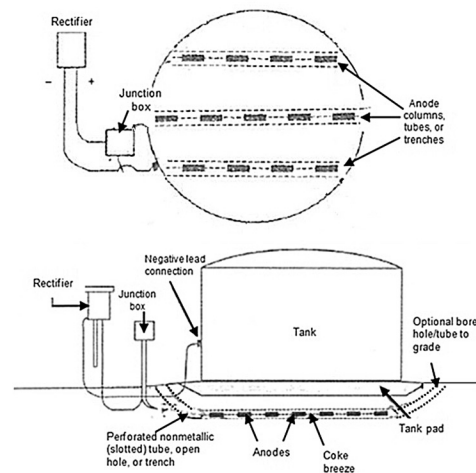 Rectifier
–
+
Junction
box
Anode
columns,
tubes, or
trenches
Negative lead
connection
Rectifier
Junction
box
Optional bore
hole/tube to
grade
Tank
Tank pad
Perforated nonmetallic
(slotted) tube, open
hole, or trench
Anodes
Coke
breeze